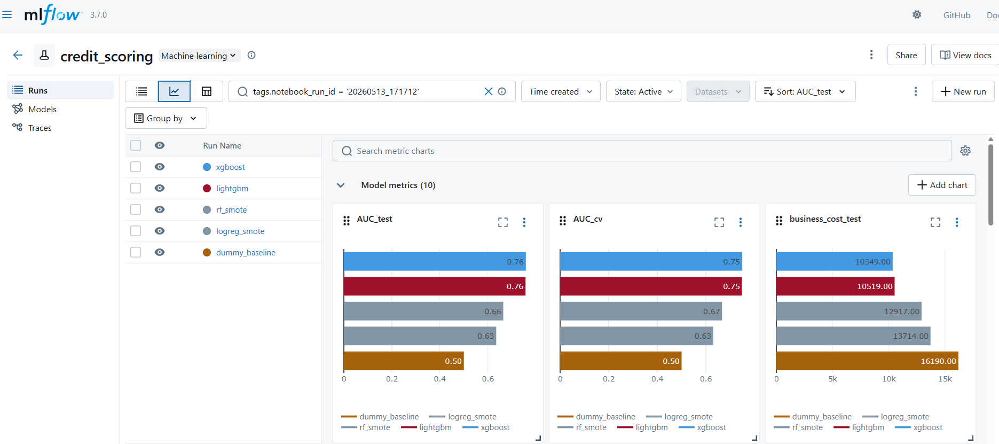 mlflow™ 3.7.0 GitHub Doc
credit_scoring Machine learning Share View docs
Runs
Models
Traces
tags.notebook_run_id = '20260513_171712' Time created State: Active Datasets Sort: AUC_test New run
Group by
Run Name
xgboost
lightgbm
rf_smote
logreg_smote
dummy_baseline
Search metric charts
Model metrics (10) Add chart
AUC_test
0.76
0.76
0.66
0.63
0.50
0 0.2 0.4 0.6
dummy_baseline logreg_smote
rf_smote lightgbm xgboost
AUC_cv
0.75
0.75
0.67
0.63
0.50
0 0.2 0.4 0.6
dummy_baseline logreg_smote
rf_smote lightgbm xgboost
business_cost_test
10349.00
10519.00
12917.00
13714.00
16190.00
0 5k 10k 15k
dummy_baseline logreg_smote
rf_smote lightgbm xgboost